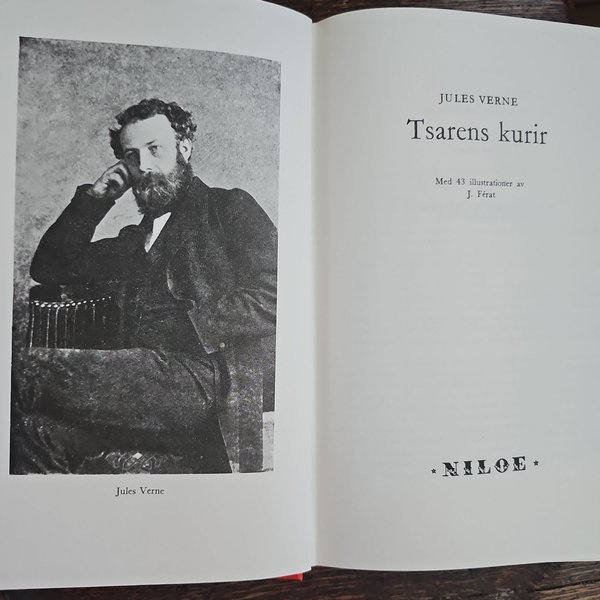 Jules Verne
JULES VERNE
Tsarens kurir
Med 43 illustrationer av
J. Férat
* NILOE *